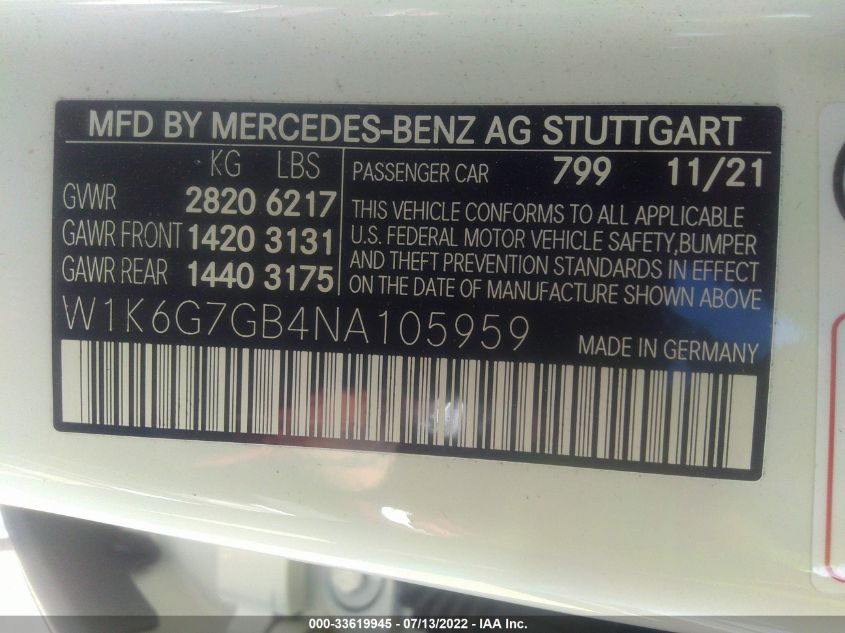 MFD BY MERCEDES-BENZ AG STUTTGART
KG LBS
GVWR 2820 6217
GAWR FRONT 1420 3131
GAWR REAR 1440 3175
PASSENGER CAR 799 11/21
THIS VEHICLE CONFORMS TO ALL APPLICABLE
U.S. FEDERAL MOTOR VEHICLE SAFETY,BUMPER
AND THEFT PREVENTION STANDARDS IN EFFECT
ON THE DATE OF MANUFACTURE SHOWN ABOVE
W1K6G7GB4NA105959
MADE IN GERMANY
000-33619945 - 07/13/2022 - IAA Inc.